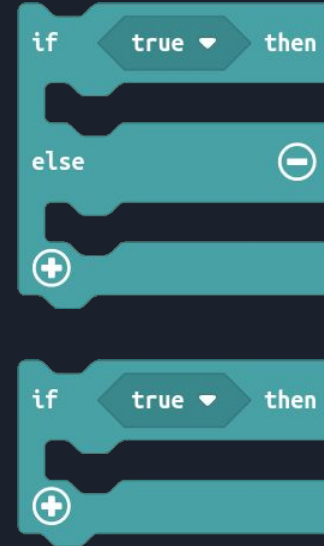 if true then
else
if true then